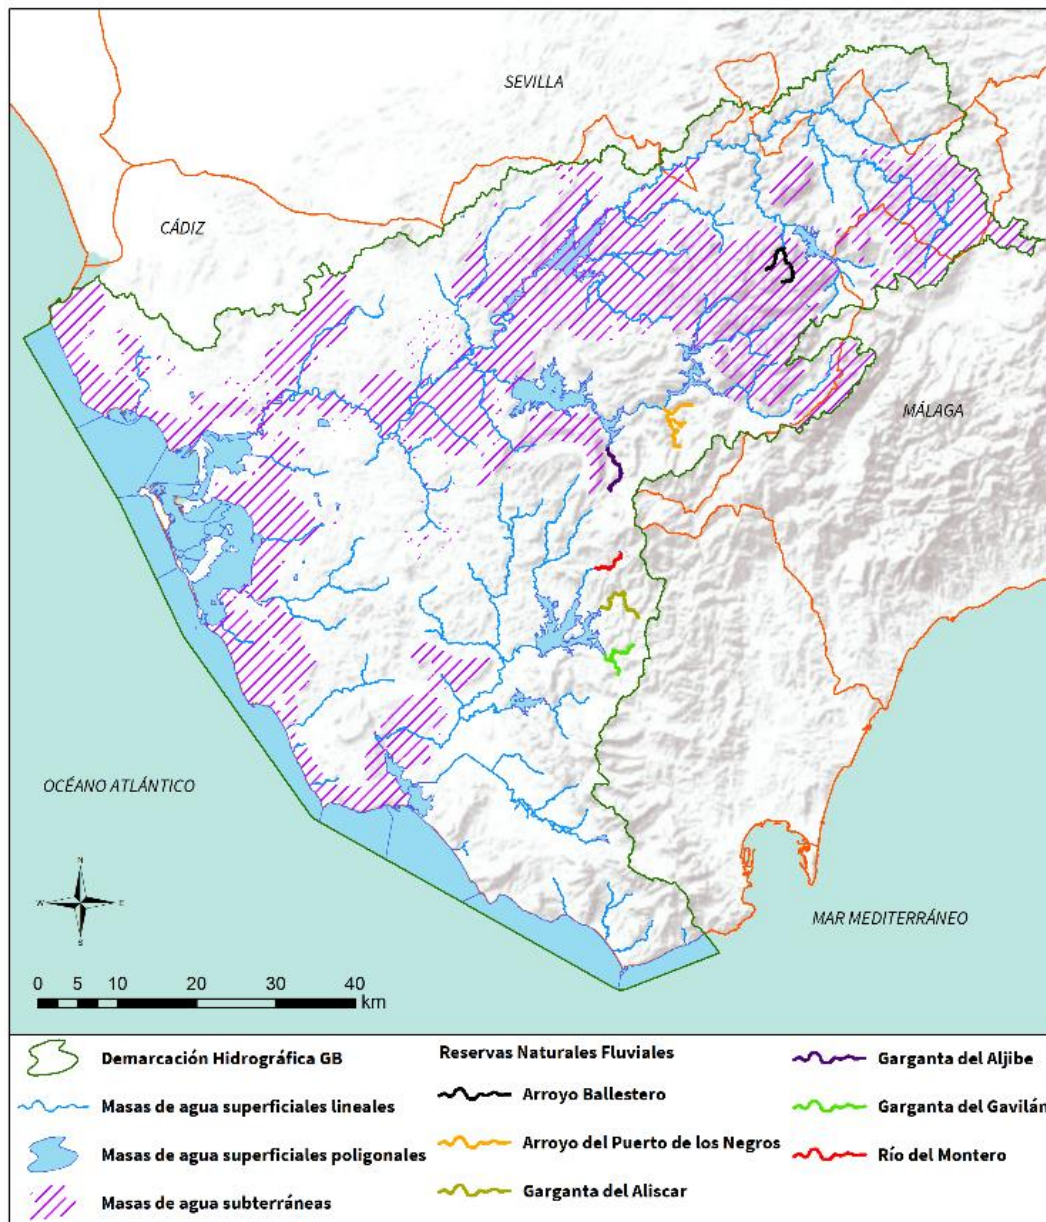 SEVILLA
CÁDIZ
MÁLAGA
OCÉANO ATLÁNTICO
MAR MEDITERRÁNEO
N
W E
S
0 5 10 20 30 40
km
Demarcación Hidrográfica GB
Masas de agua superficiales lineales
Masas de agua superficiales poligonales
Masas de agua subterráneas
Reservas Naturales Fluviales
Arroyo Ballestero
Arroyo del Puerto de los Negros
Garganta del Aliscar
Garganta del Aljibe
Garganta del Gavilán
Río del Montero